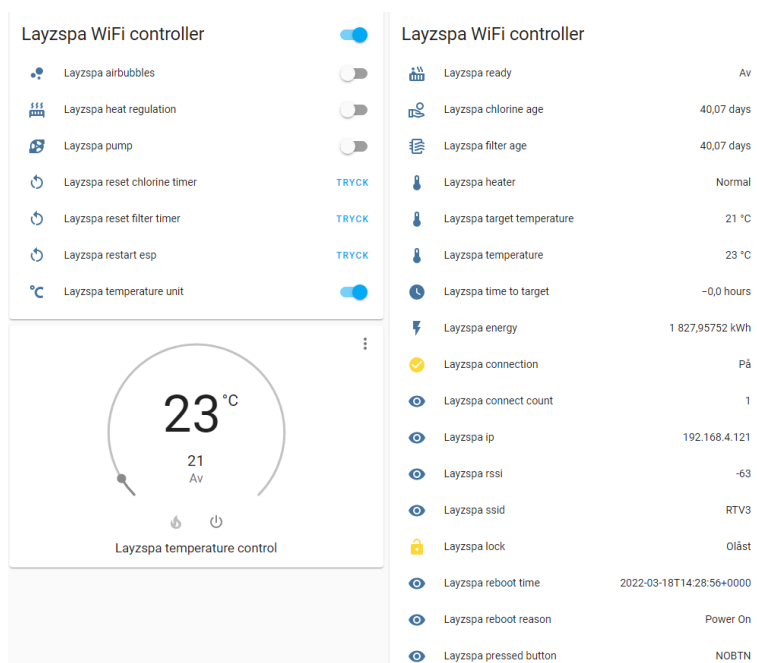 Layzspa WiFi controller
Layzspa airbubbles
Layzspa heat regulation
Layzspa pump
Layzspa reset chlorine timer TRYCK
Layzspa reset filter timer TRYCK
Layzspa restart esp TRYCK
°C Layzspa temperature unit
23 °C
21
Av
Layzspa temperature control
Layzspa WiFi controller
Layzspa ready Av
Layzspa chlorine age 40,07 days
Layzspa filter age 40,07 days
Layzspa heater Normal
Layzspa target temperature 21 °C
Layzspa temperature 23 °C
Layzspa time to target −0,0 hours
Layzspa energy 1 827,95752 kWh
Layzspa connection På
Layzspa connect count 1
Layzspa ip 192.168.4.121
Layzspa rssi -63
Layzspa ssid RTV3
Layzspa lock Olåst
Layzspa reboot time 2022-03-18T14:28:56+0000
Layzspa reboot reason Power On
Layzspa pressed button NOBTN